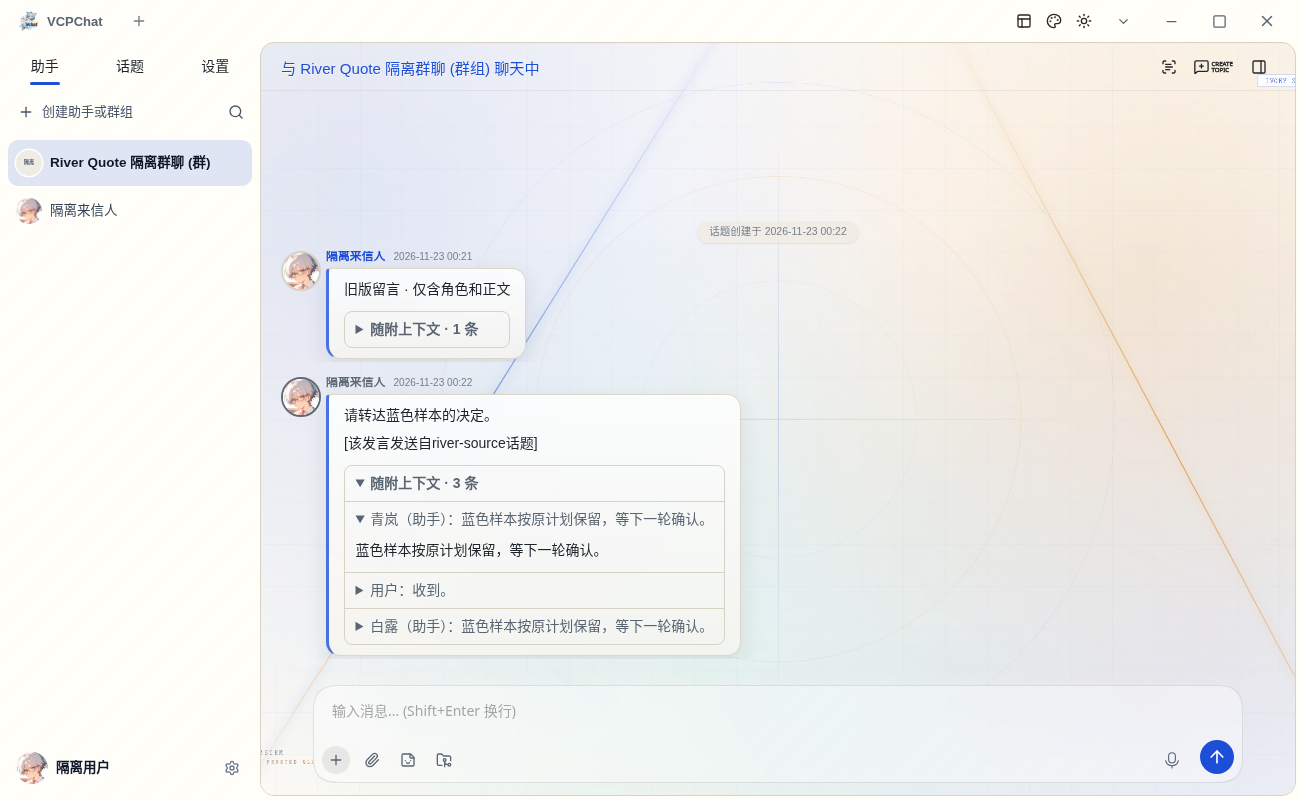 VCPChat
助手 话题 设置
创建助手或群组
River Quote 隔离群聊 (群)
隔离来信人
隔离用户
与 River Quote 隔离群聊 (群组) 聊天中
CREATE
TOPIC
话题创建于 2026-11-23 00:22
隔离来信人 2026-11-23 00:21
旧版留言 · 仅含角色和正文
随附上下文 · 1 条
隔离来信人 2026-11-23 00:22
请转达蓝色样本的决定。
[该发言发送自river-source话题]
随附上下文 · 3 条
青岚（助手）：蓝色样本按原计划保留，等下一轮确认。
蓝色样本按原计划保留，等下一轮确认。
用户：收到。
白露（助手）：蓝色样本按原计划保留，等下一轮确认。
输入消息... (Shift+Enter 换行)